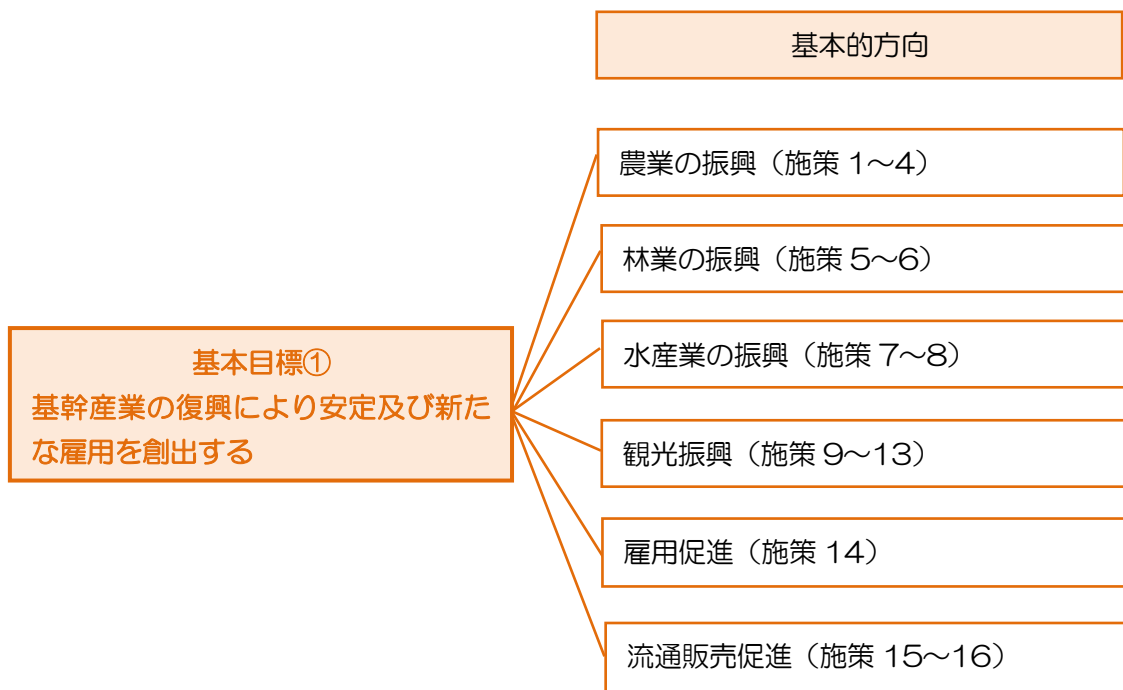 基本的方向
農業の振興（施策 1～4）
林業の振興（施策 5～6）
水産業の振興（施策 7～8）
基本目標①
基幹産業の復興により安定及び新た
な雇用を創出する
観光振興（施策 9～13）
雇用促進（施策 14）
流通販売促進（施策 15～16）